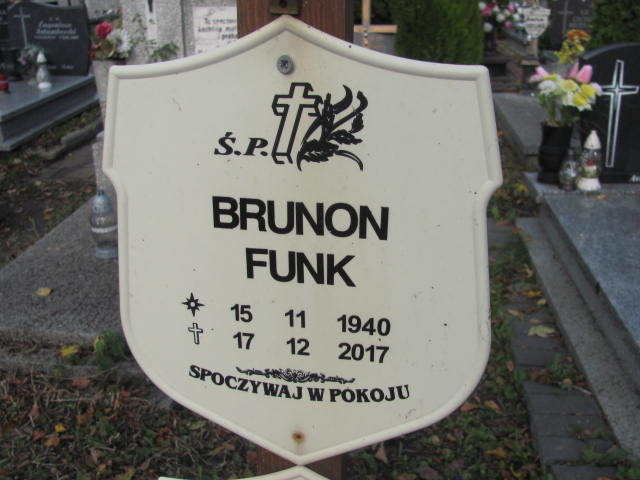 Ś.P.
BRUNON
FUNK
15 11 1940
17 12 2017
SPOCZYWAJ W POKOJU